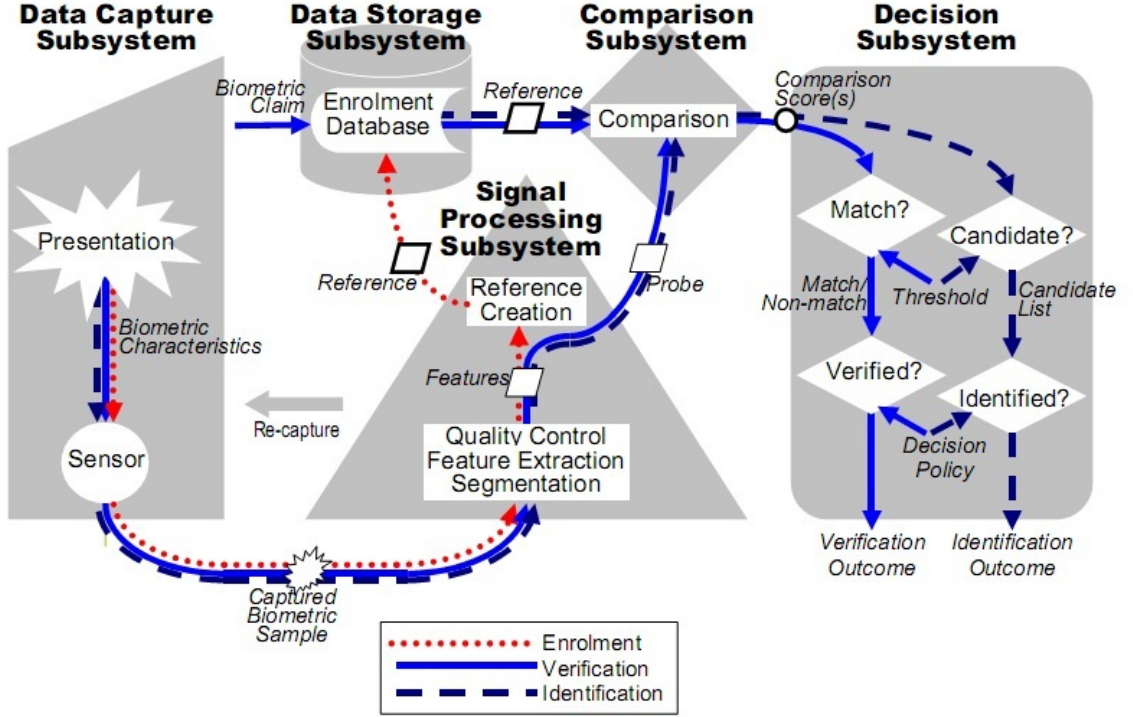 Data Capture
Subsystem
Data Storage
Subsystem
Comparison
Subsystem
Decision
Subsystem
Biometric
Claim
Enrolment
Database
Reference
Comparison
Comparison
Score(s)
Signal
Processing
Subsystem
Presentation
Match?
Candidate?
Reference
Reference
Creation
Probe
Match/
Non-match
Threshold
Candidate
List
Biometric
Characteristics
Features
Verified?
Identified?
Re-capture
Sensor
Quality Control
Feature Extraction
Segmentation
Decision
Policy
Verification
Outcome
Identification
Outcome
Captured
Biometric
Sample
Enrolment
Verification
Identification